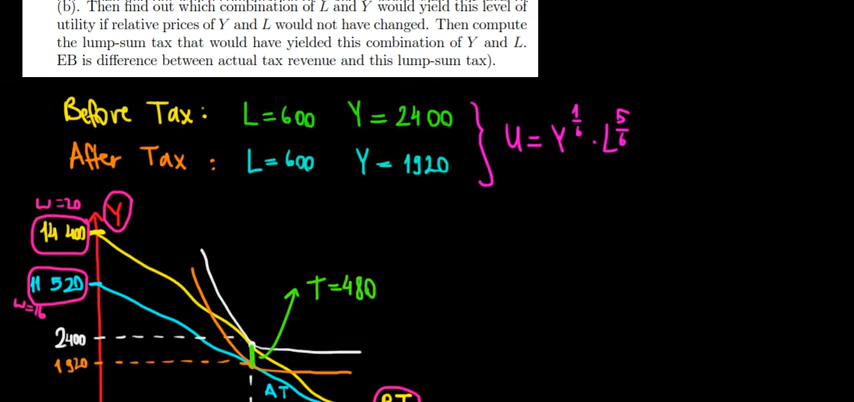 (b). Then find out which combination of L and Y would yield this level of
utility if relative prices of Y and L would not have changed. Then compute
the lump-sum tax that would have yielded this combination of Y and L.
EB is difference between actual tax revenue and this lump-sum tax).
Before Tax: L=600 Y=2400
After Tax: L=600 Y=1920
U=Y^1/6 · L^5/6
w=20 Y
14 400
11 520
w=16
T=480
2400
1920
AT
BT